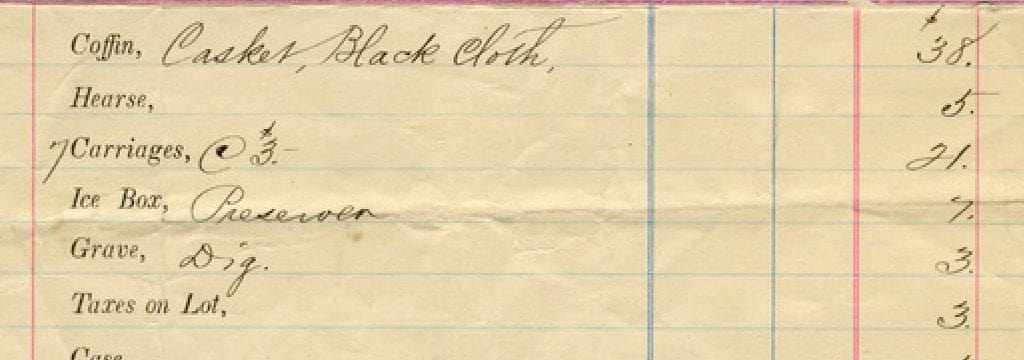 Coffin, Casket, Black Cloth, $38.
Hearse, 5.
7 Carriages, @ $3.- 21.
Ice Box, Preserver 7.
Grave, Dig. 3.
Taxes on Lot, 3.
Case